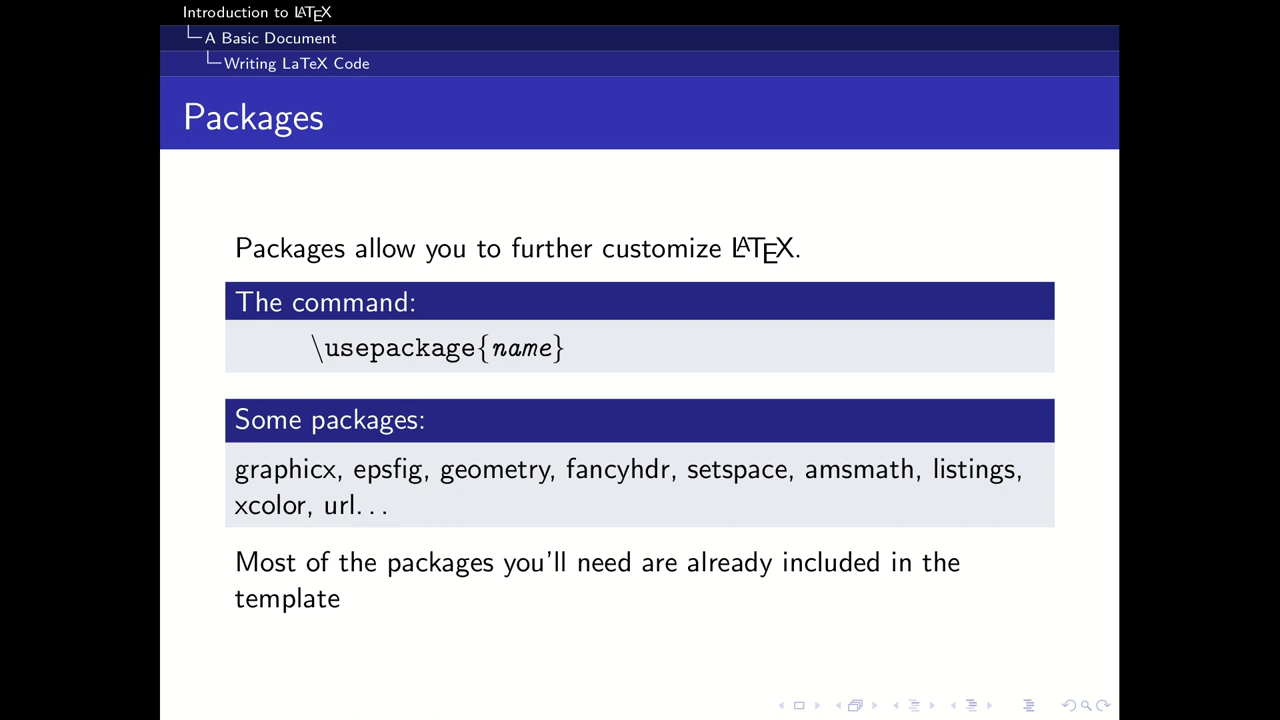 Introduction to LATEX
A Basic Document
Writing LaTeX Code
Packages
Packages allow you to further customize LATEX.
The command:
\usepackage{name}
Some packages:
graphicx, epsfig, geometry, fancyhdr, setspace, amsmath, listings,
xcolor, url...
Most of the packages you'll need are already included in the
template